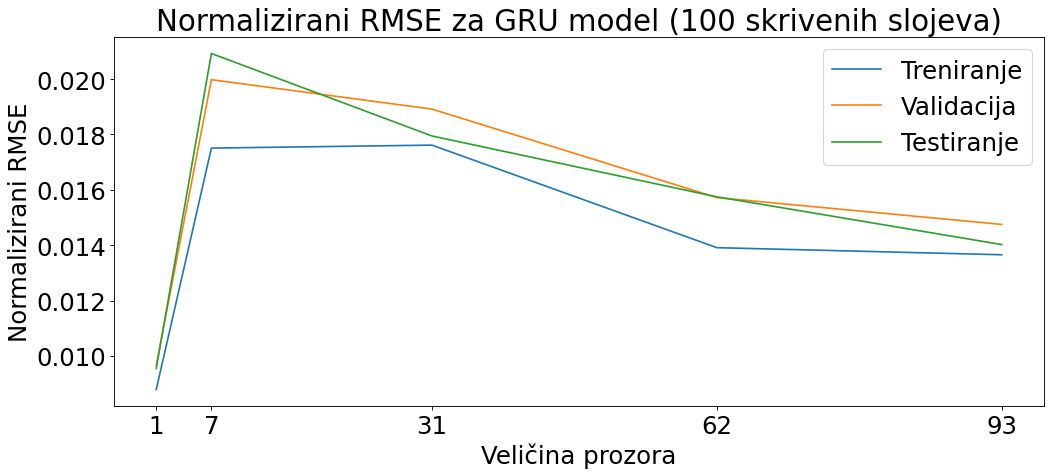 Normalizirani RMSE za GRU model (100 skrivenih slojeva)
Treniranje
Validacija
Testiranje
Normalizirani RMSE
0.020
0.018
0.016
0.014
0.012
0.010
1 7 31 62 93
Veličina prozora